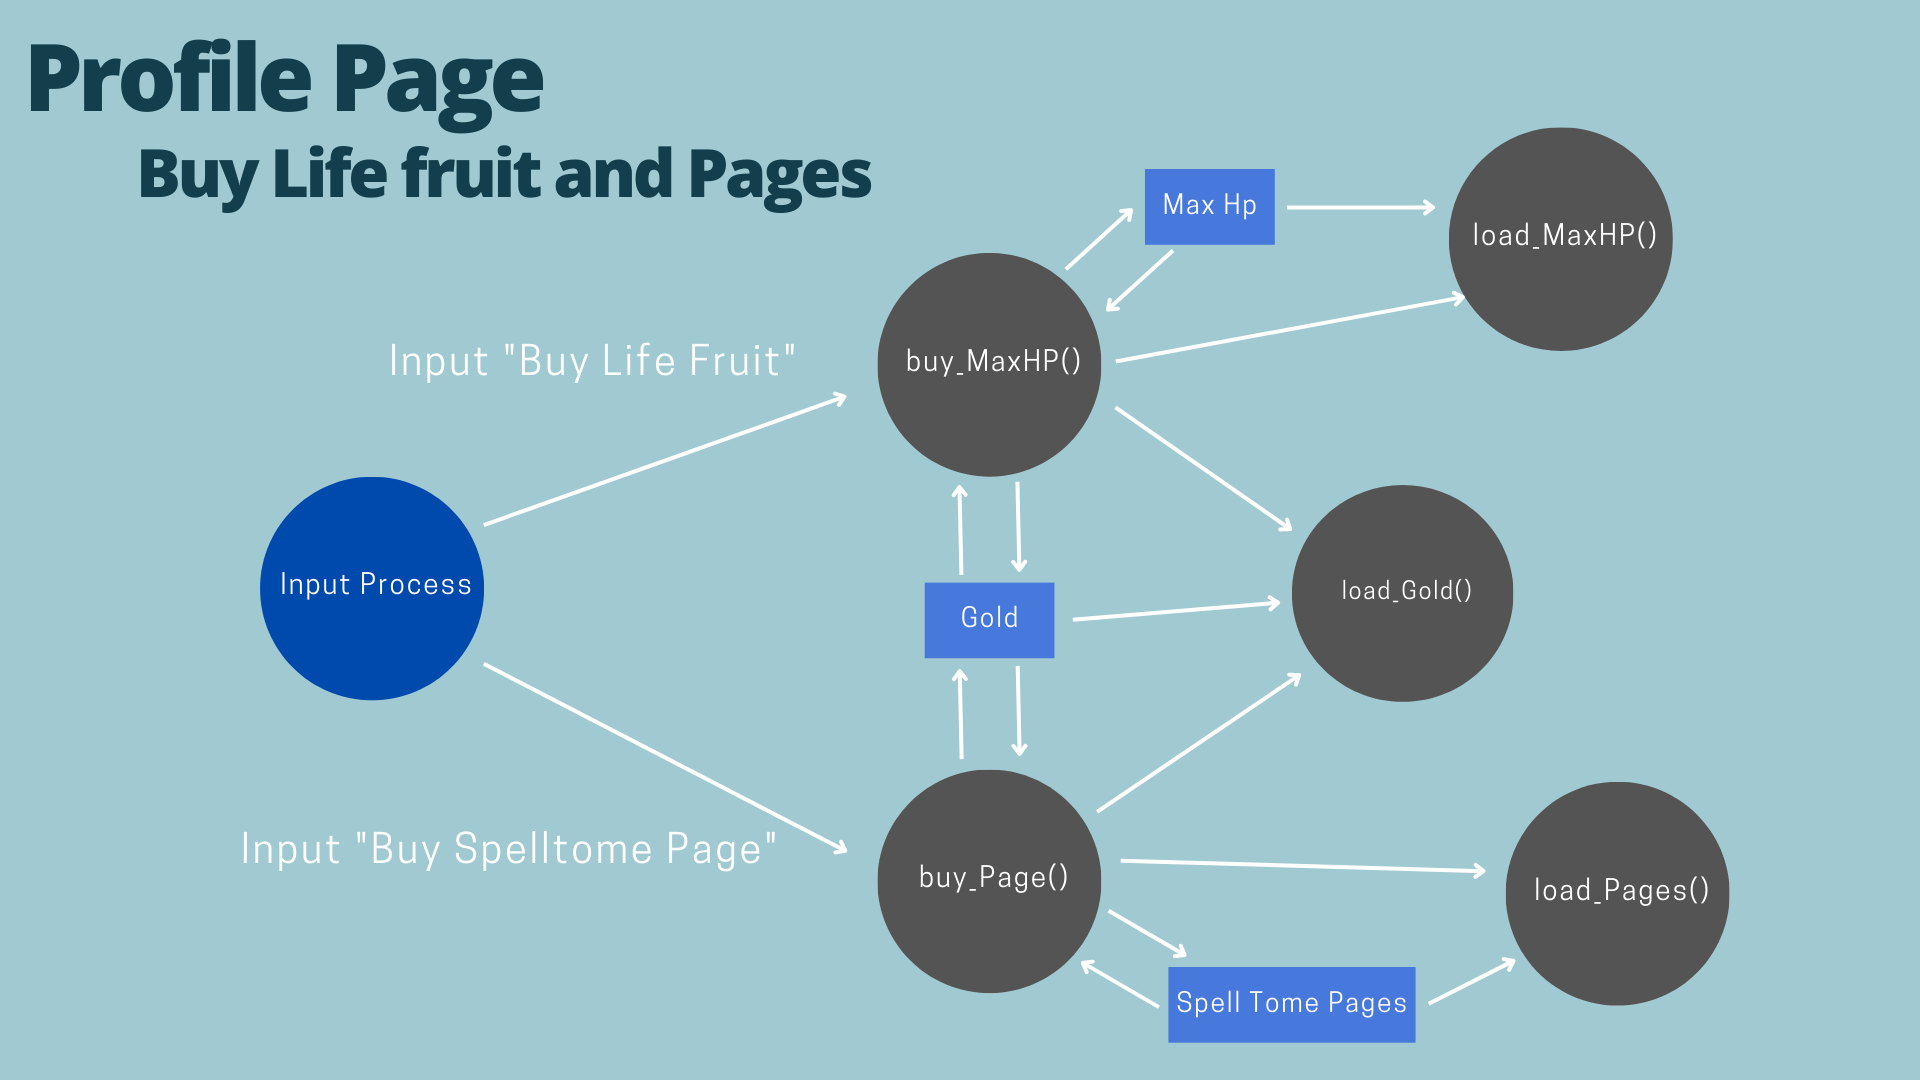 Profile Page
Buy Life fruit and Pages
Max Hp
load_MaxHP()
Input "Buy Life Fruit"
buy_MaxHP()
Input Process
Gold
load_Gold()
Input "Buy Spelltome Page"
buy_Page()
load_Pages()
Spell Tome Pages